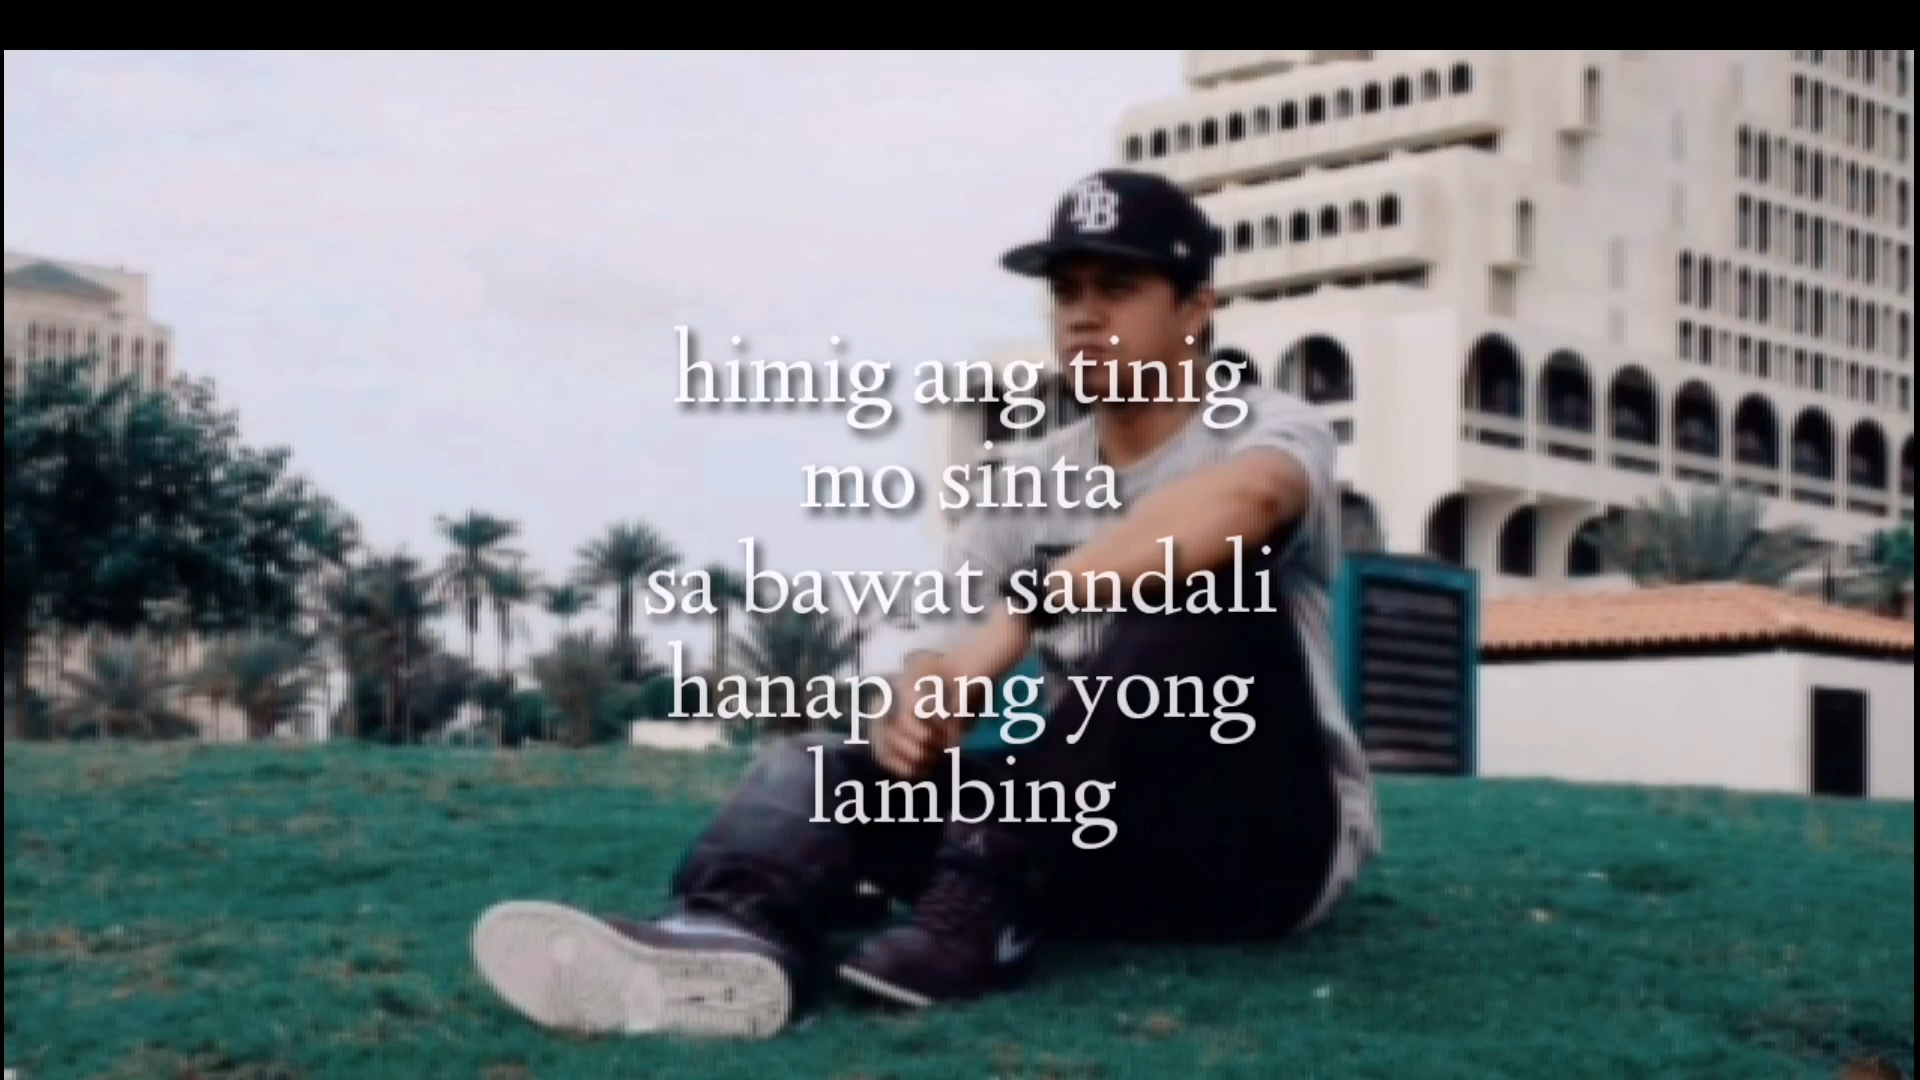 himig ang tinig
mo sinta
sa bawat sandali
hanap ang yong
lambing